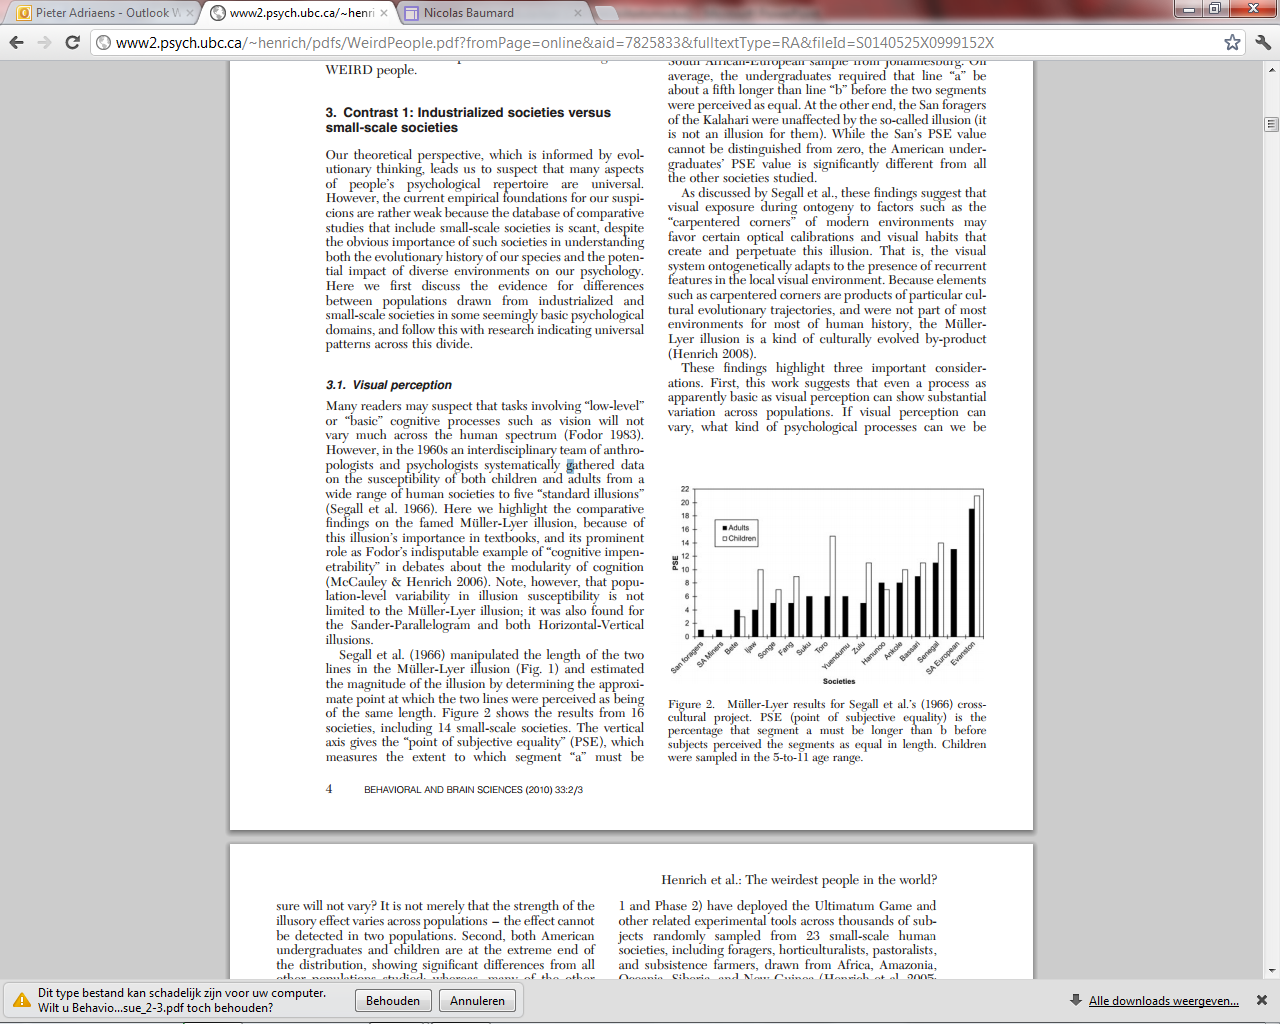 Pieter Adriaens - Outlook W
www2.psych.ubc.ca/~henri
Nicolas Baumard
www2.psych.ubc.ca/~henrich/pdfs/WeirdPeople.pdf?fromPage=online&aid=7825833&fulltextType=RA&fileId=S0140525X0999152X
WEIRD people.
3. Contrast 1: Industrialized societies versus
small-scale societies
Our theoretical perspective, which is informed by evol-
utionary thinking, leads us to suspect that many aspects
of people's psychological repertoire are universal.
However, the current empirical foundations for our suspi-
cions are rather weak because the database of comparative
studies that include small-scale societies is scant, despite
the obvious importance of such societies in understanding
both the evolutionary history of our species and the poten-
tial impact of diverse environments on our psychology.
Here we first discuss the evidence for differences
between populations drawn from industrialized and
small-scale societies in some seemingly basic psychological
domains, and follow this with research indicating universal
patterns across this divide.
3.1. Visual perception
Many readers may suspect that tasks involving “low-level”
or “basic” cognitive processes such as vision will not
vary much across the human spectrum (Fodor 1983).
However, in the 1960s an interdisciplinary team of anthro-
pologists and psychologists systematically gathered data
on the susceptibility of both children and adults from a
wide range of human societies to five “standard illusions”
(Segall et al. 1966). Here we highlight the comparative
findings on the famed Müller-Lyer illusion, because of
this illusion's importance in textbooks, and its prominent
role as Fodor's indisputable example of “cognitive impen-
etrability” in debates about the modularity of cognition
(McCauley & Henrich 2006). Note, however, that popu-
lation-level variability in illusion susceptibility is not
limited to the Müller-Lyer illusion; it was also found for
the Sander-Parallelogram and both Horizontal-Vertical
illusions.
Segall et al. (1966) manipulated the length of the two
lines in the Müller-Lyer illusion (Fig. 1) and estimated
the magnitude of the illusion by determining the approxi-
mate point at which the two lines were perceived as being
of the same length. Figure 2 shows the results from 16
societies, including 14 small-scale societies. The vertical
axis gives the “point of subjective equality” (PSE), which
measures the extent to which segment “a” must be
South African-European sample from Johannesburg. On
average, the undergraduates required that line “a” be
about a fifth longer than line “b” before the two segments
were perceived as equal. At the other end, the San foragers
of the Kalahari were unaffected by the so-called illusion (it
is not an illusion for them). While the San's PSE value
cannot be distinguished from zero, the American under-
graduates' PSE value is significantly different from all
the other societies studied.
As discussed by Segall et al., these findings suggest that
visual exposure during ontogeny to factors such as the
“carpentered corners” of modern environments may
favor certain optical calibrations and visual habits that
create and perpetuate this illusion. That is, the visual
system ontogenetically adapts to the presence of recurrent
features in the local visual environment. Because elements
such as carpentered corners are products of particular cul-
tural evolutionary trajectories, and were not part of most
environments for most of human history, the Müller-
Lyer illusion is a kind of culturally evolved by-product
(Henrich 2008).
These findings highlight three important consider-
ations. First, this work suggests that even a process as
apparently basic as visual perception can show substantial
variation across populations. If visual perception can
vary, what kind of psychological processes can we be
22
20
18
16
14
12
10
8
6
4
2
0
PSE
Adults
Children
San foragers
SA Miners
Bete
Ijaw
Songe
Fang
Suku
Toro
Yuendumu
Zulu
Hanunoo
Ankole
Bassari
Senegal
SA European
Evanston
Societies
Figure 2. Müller-Lyer results for Segall et al.'s (1966) cross-
cultural project. PSE (point of subjective equality) is the
percentage that segment a must be longer than b before
subjects perceived the segments as equal in length. Children
were sampled in the 5-to-11 age range.
4 BEHAVIORAL AND BRAIN SCIENCES (2010) 33:2/3
Henrich et al.: The weirdest people in the world?
sure will not vary? It is not merely that the strength of the
illusory effect varies across populations – the effect cannot
be detected in two populations. Second, both American
undergraduates and children are at the extreme end of
the distribution, showing significant differences from all
other populations studied; whereas, many of the other
1 and Phase 2) have deployed the Ultimatum Game and
other related experimental tools across thousands of sub-
jects randomly sampled from 23 small-scale human
societies, including foragers, horticulturalists, pastoralists,
and subsistence farmers, drawn from Africa, Amazonia,
Oceania, Siberia, and New Guinea (Henrich et al. 2005;
Dit type bestand kan schadelijk zijn voor uw computer.
Wilt u Behavio...sue_2-3.pdf toch behouden?
Behouden
Annuleren
Alle downloads weergeven...